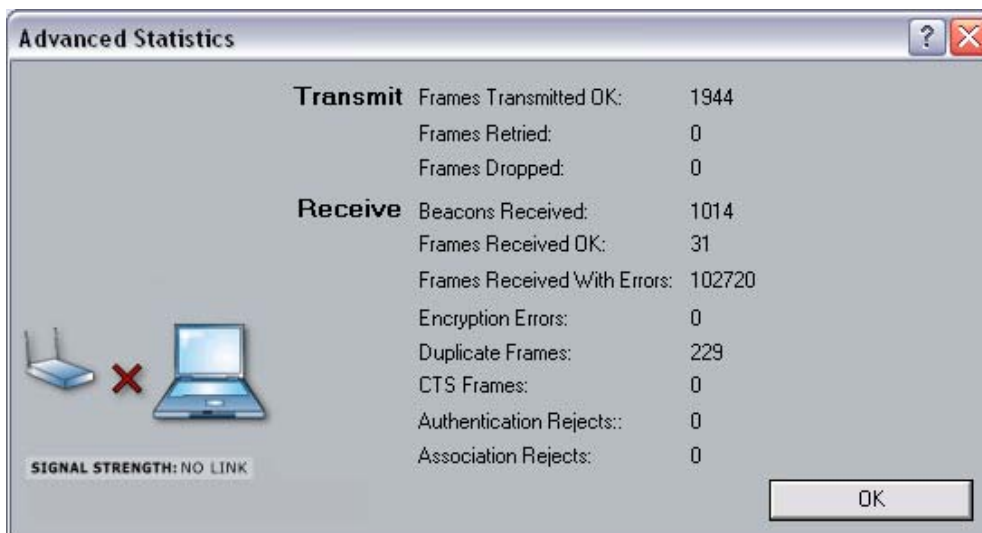 Advanced Statistics
Transmit Frames Transmitted OK: 1944
Frames Retried: 0
Frames Dropped: 0
Receive Beacons Received: 1014
Frames Received OK: 31
Frames Received With Errors: 102720
Encryption Errors: 0
Duplicate Frames: 229
CTS Frames: 0
Authentication Rejects:: 0
Association Rejects: 0
SIGNAL STRENGTH: NO LINK
OK